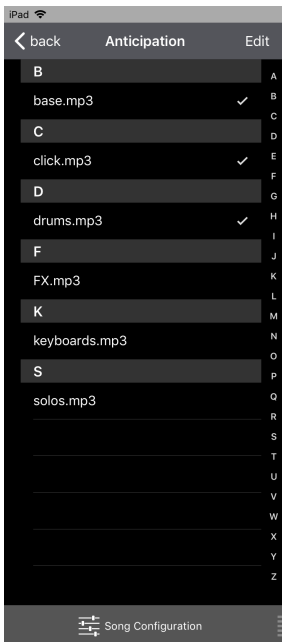 iPad
back Anticipation Edit
B
base.mp3
C
click.mp3
D
drums.mp3
F
FX.mp3
K
keyboards.mp3
S
solos.mp3
A
B
C
D
E
F
G
H
I
J
K
L
M
N
O
P
Q
R
S
T
U
V
W
X
Y
Z
Song Configuration